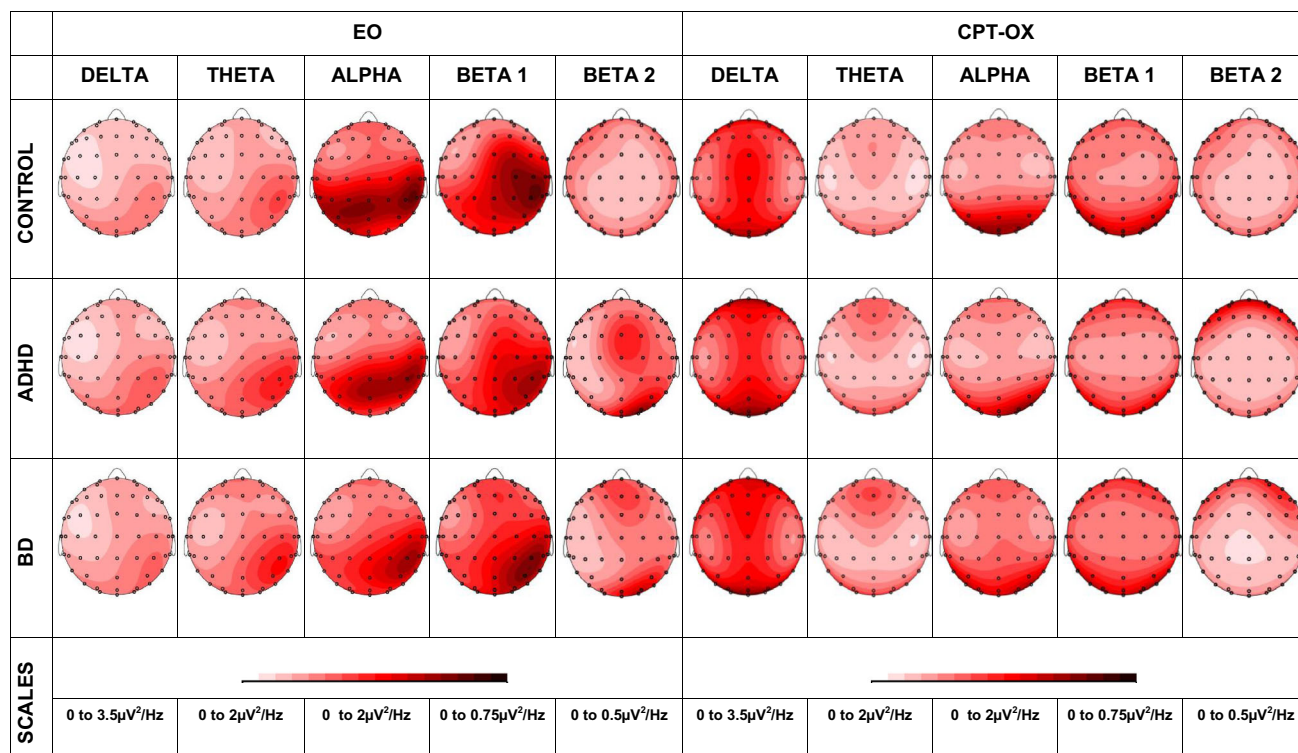 EO CPT-OX
DELTA THETA ALPHA BETA 1 BETA 2 DELTA THETA ALPHA BETA 1 BETA 2
CONTROL
ADHD
BD
SCALES
0 to 3.5µV²/Hz 0 to 2µV²/Hz 0 to 2µV²/Hz 0 to 0.75µV²/Hz 0 to 0.5µV²/Hz 0 to 3.5µV²/Hz 0 to 2µV²/Hz 0 to 2µV²/Hz 0 to 0.75µV²/Hz 0 to 0.5µV²/Hz